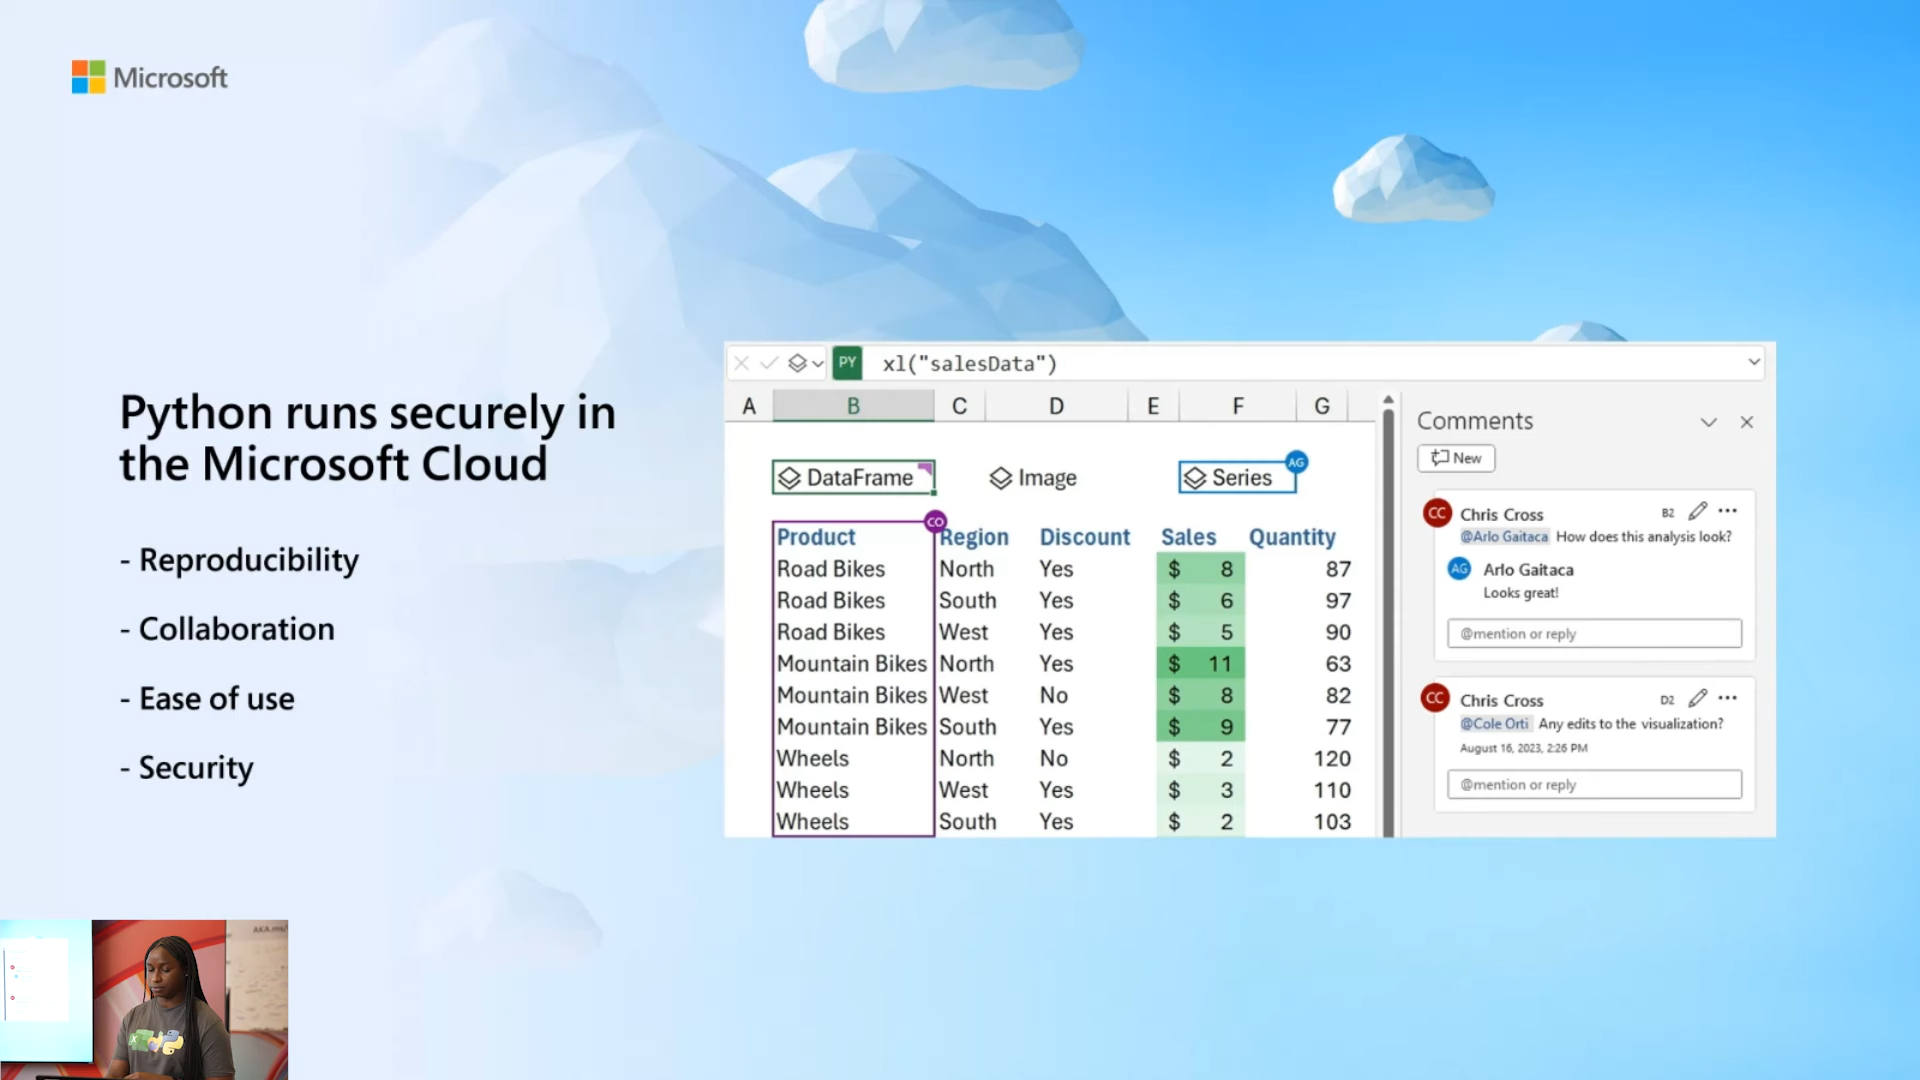 Microsoft
Python runs securely in
the Microsoft Cloud
- Reproducibility
- Collaboration
- Ease of use
- Security
PY xl("salesData")
A B C D E F G
DataFrame Image Series AG
CO
Product Region Discount Sales Quantity
Road Bikes North Yes $ 8 87
Road Bikes South Yes $ 6 97
Road Bikes West Yes $ 5 90
Mountain Bikes North Yes $ 11 63
Mountain Bikes West No $ 8 82
Mountain Bikes South Yes $ 9 77
Wheels North No $ 2 120
Wheels West Yes $ 3 110
Wheels South Yes $ 2 103
Comments
New
CC Chris Cross B2
@Arlo Gaitaca How does this analysis look?
AG Arlo Gaitaca
Looks great!
@mention or reply
CC Chris Cross D2
@Cole Orti Any edits to the visualization?
August 16, 2023, 2:26 PM
@mention or reply